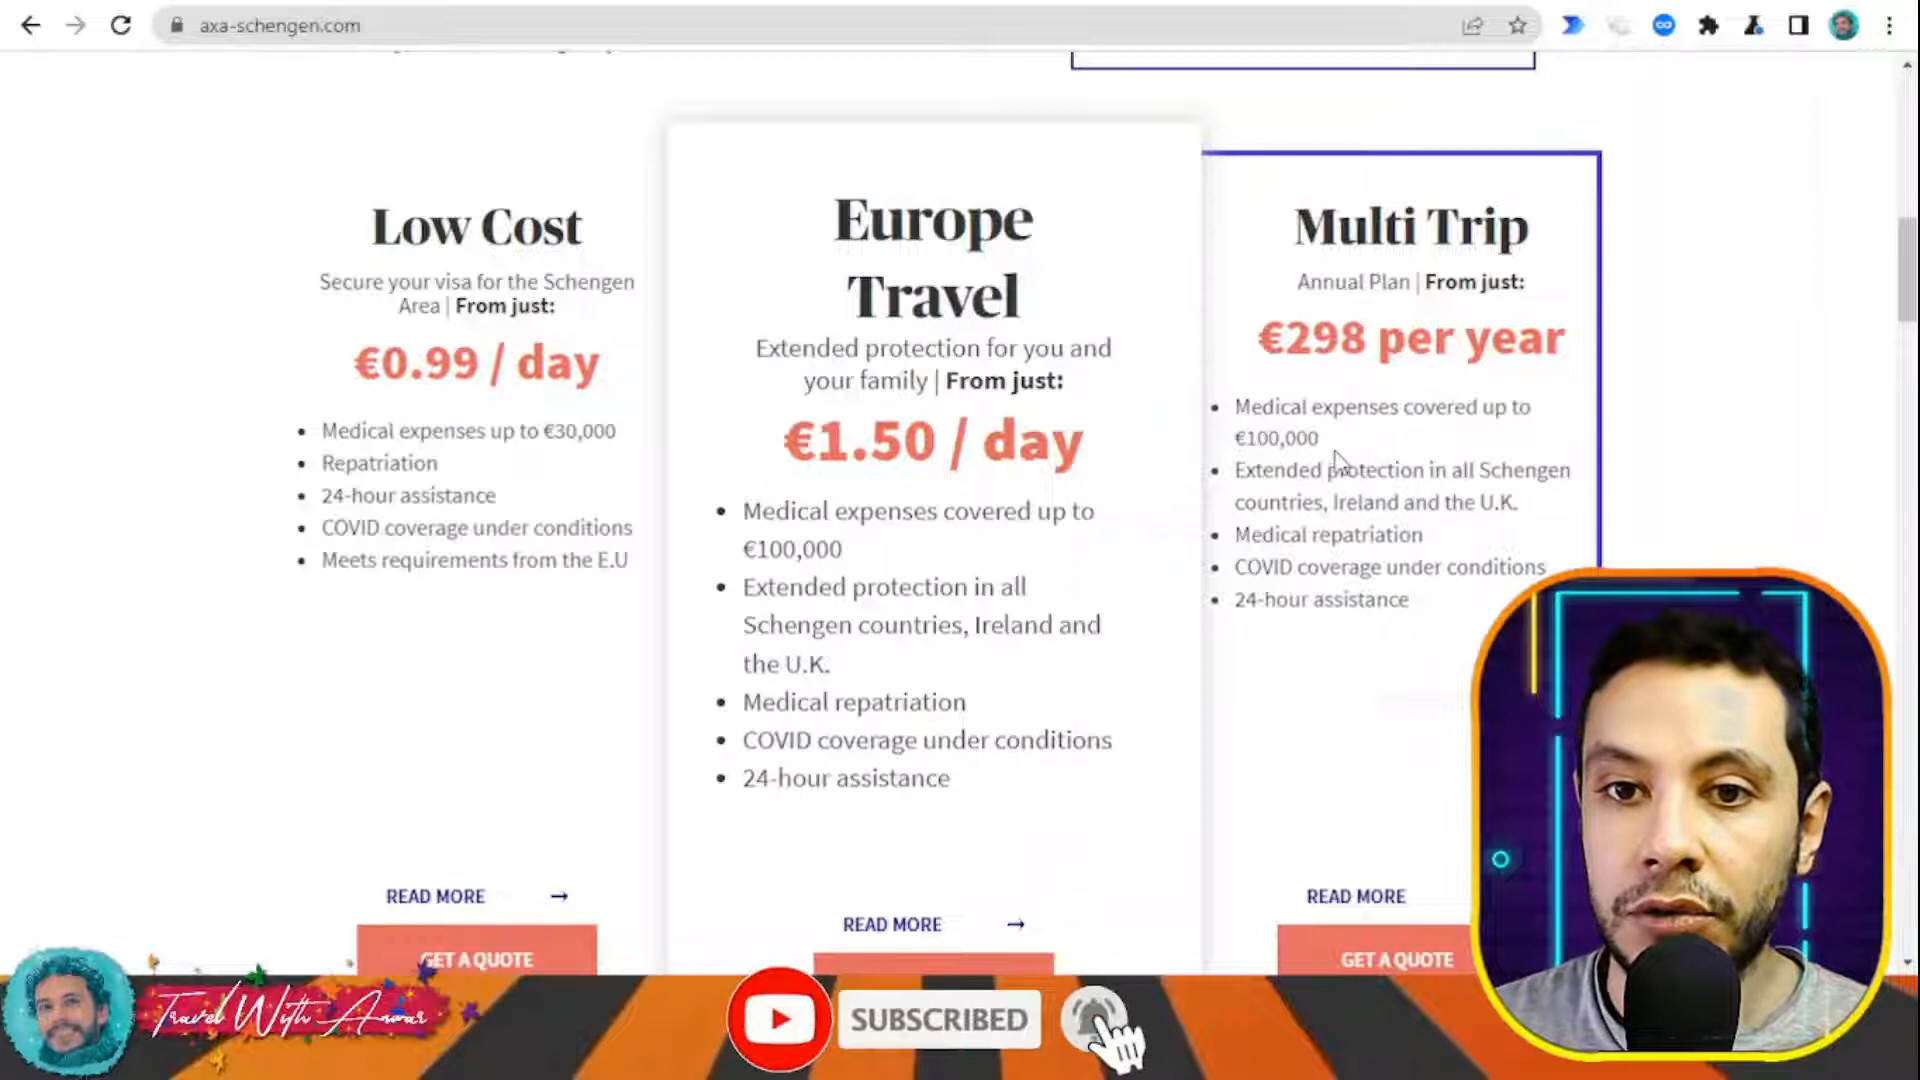 axa-schengen.com
Low Cost
Secure your visa for the Schengen
Area | From just:
€0.99 / day
Medical expenses up to €30,000
Repatriation
24-hour assistance
COVID coverage under conditions
Meets requirements from the E.U
READ MORE →
GET A QUOTE
Europe
Travel
Extended protection for you and
your family | From just:
€1.50 / day
Medical expenses covered up to
€100,000
Extended protection in all
Schengen countries, Ireland and
the U.K.
Medical repatriation
COVID coverage under conditions
24-hour assistance
READ MORE →
Multi Trip
Annual Plan | From just:
€298 per year
Medical expenses covered up to
€100,000
Extended protection in all Schengen
countries, Ireland and the U.K.
Medical repatriation
COVID coverage under conditions
24-hour assistance
READ MORE
GET A QUOTE
Travel With Anwar
SUBSCRIBED